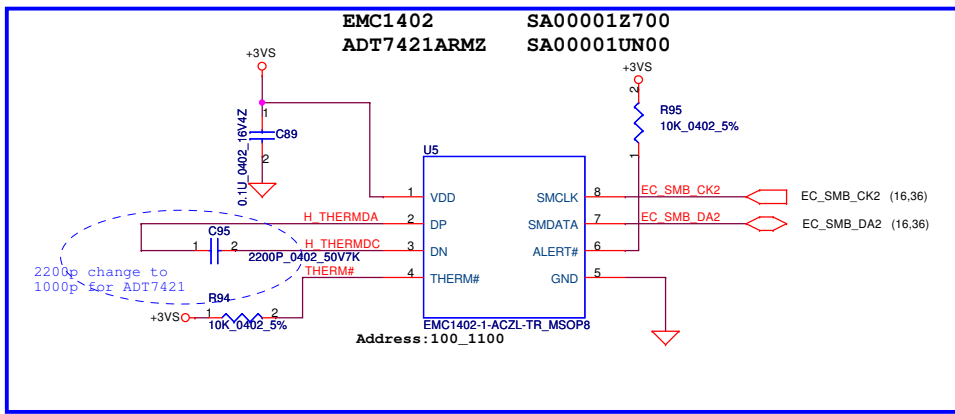 EMC1402 SA00001Z700
ADT7421ARMZ SA00001UN00
+3VS
+3VS
2
R95
10K_0402_5%
1
1
C89
2
0.1U_0402_16V4Z
U5
1 VDD SMCLK 8 EC_SMB_CK2 EC_SMB_CK2 (16,36)
H_THERMDA 2 DP SMDATA 7 EC_SMB_DA2 EC_SMB_DA2 (16,36)
C95
1 2 H_THERMDC 3 DN ALERT# 6
2200P_0402_50V7K
THERM# 4 THERM# GND 5
2200p change to
1000p for ADT7421
R94
+3VS 1 2
10K_0402_5%
EMC1402-1-ACZL-TR_MSOP8
Address:100_1100